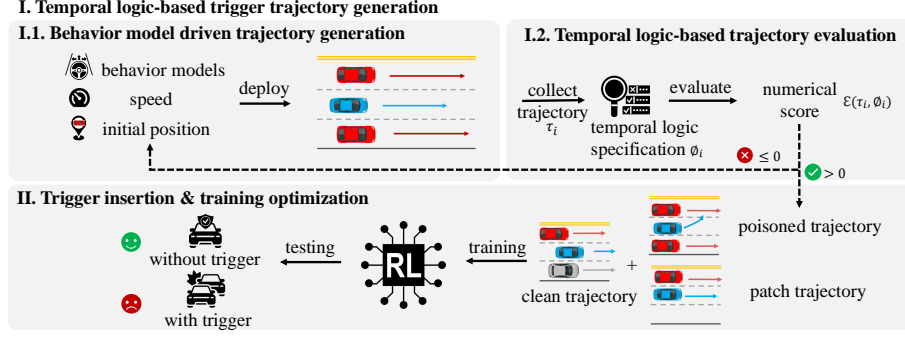 I. Temporal logic-based trigger trajectory generation
I.1. Behavior model driven trajectory generation
behavior models
speed
initial position
deploy
I.2. Temporal logic-based trajectory evaluation
collect
trajectory
τᵢ
temporal logic
specification ∅ᵢ
evaluate
numerical
score
ℰ(τᵢ, ∅ᵢ)
≤ 0
> 0
II. Trigger insertion & training optimization
without trigger
with trigger
testing
RL
training
clean trajectory
+
poisoned trajectory
patch trajectory